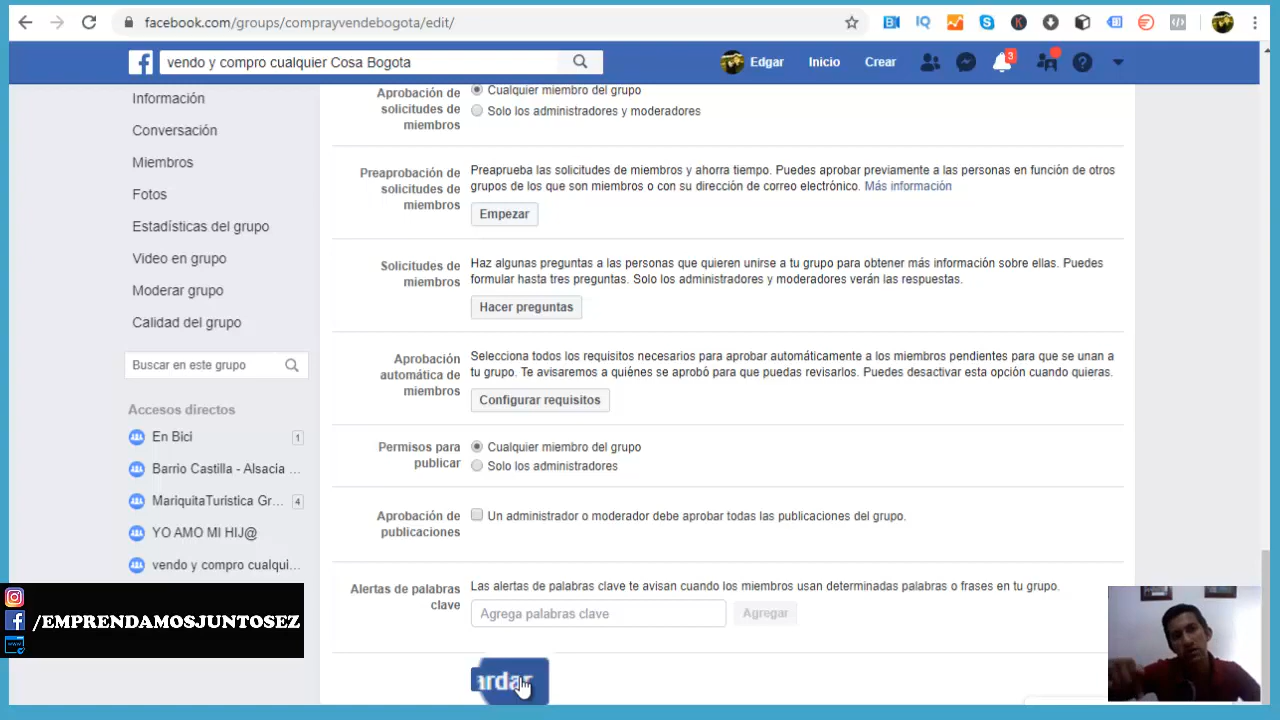 facebook.com/groups/comprayvendebogota/edit/
vendo y compro cualquier Cosa Bogota
Edgar
Inicio
Crear
3
Información
Conversación
Miembros
Fotos
Estadísticas del grupo
Video en grupo
Moderar grupo
Calidad del grupo
Buscar en este grupo
Accesos directos
En Bici 1
Barrio Castilla - Alsacia ...
MariquitaTuristica Gr... 4
YO AMO MI HIJ@
vendo y compro cualqui...
/EMPRENDAMOSJUNTOSEZ
Aprobación de
solicitudes de
miembros
Cualquier miembro del grupo
Solo los administradores y moderadores
Preaprobación de
solicitudes de
miembros
Preaprueba las solicitudes de miembros y ahorra tiempo. Puedes aprobar previamente a las personas en función de otros
grupos de los que son miembros o con su dirección de correo electrónico. Más información
Empezar
Solicitudes de
miembros
Haz algunas preguntas a las personas que quieren unirse a tu grupo para obtener más información sobre ellas. Puedes
formular hasta tres preguntas. Solo los administradores y moderadores verán las respuestas.
Hacer preguntas
Aprobación
automática de
miembros
Selecciona todos los requisitos necesarios para aprobar automáticamente a los miembros pendientes para que se unan a
tu grupo. Te avisaremos a quiénes se aprobó para que puedas revisarlos. Puedes desactivar esta opción cuando quieras.
Configurar requisitos
Permisos para
publicar
Cualquier miembro del grupo
Solo los administradores
Aprobación de
publicaciones
Un administrador o moderador debe aprobar todas las publicaciones del grupo.
Alertas de palabras
clave
Las alertas de palabras clave te avisan cuando los miembros usan determinadas palabras o frases en tu grupo.
Agrega palabras clave
Agregar
ardar